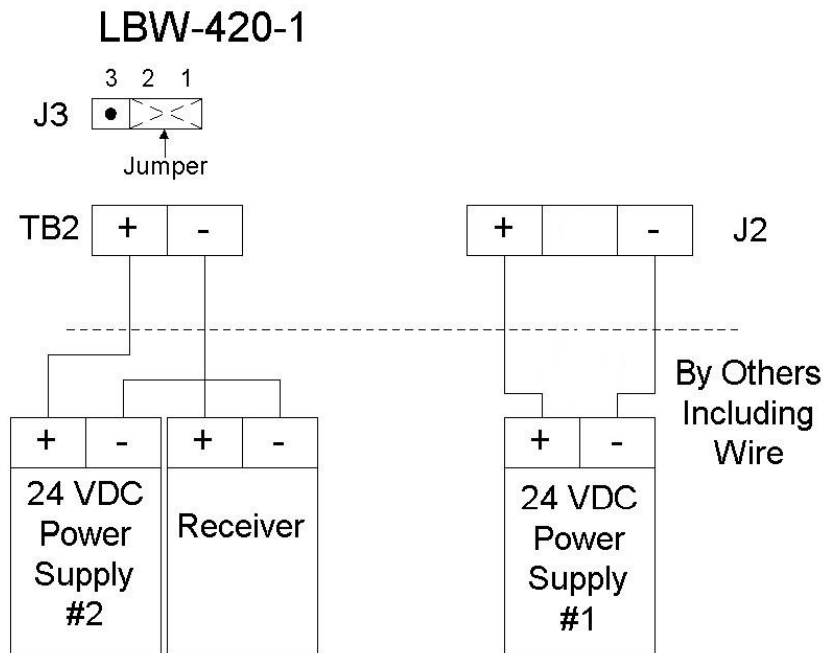 LBW-420-1
3 2 1
J3
Jumper
TB2 + - + - J2
By Others
Including
Wire
+ - + - + -
24 VDC
Power
Supply
#2
Receiver
24 VDC
Power
Supply
#1